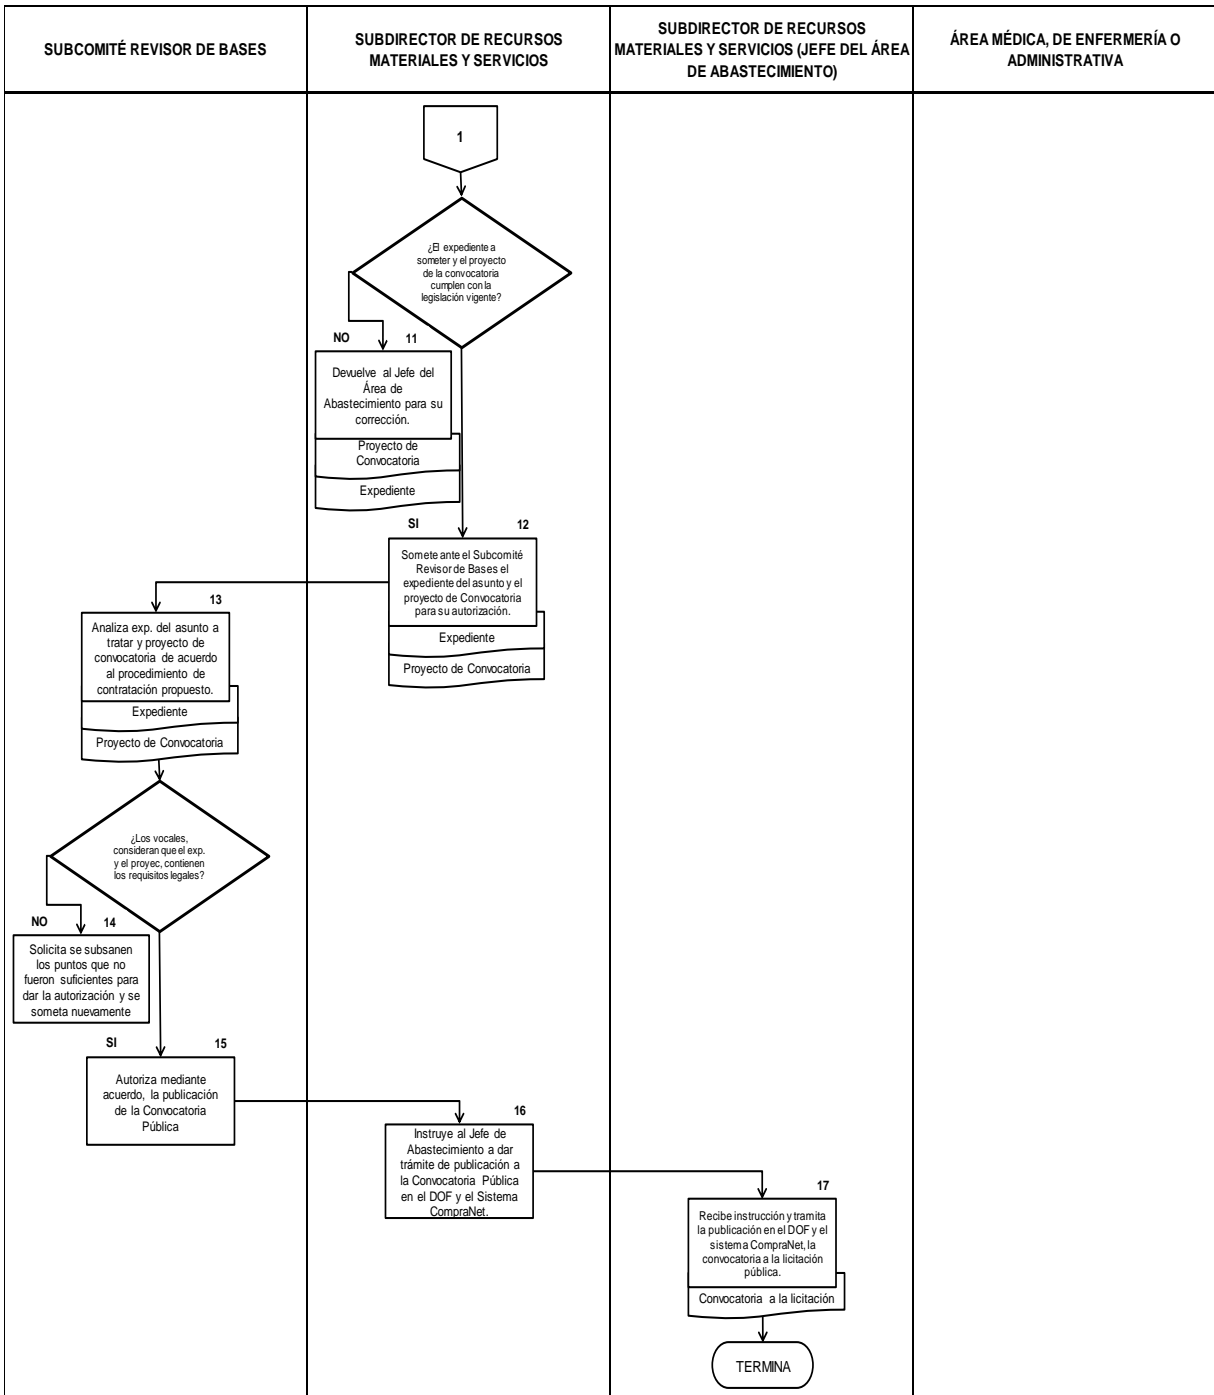 SUBCOMITÉ REVISOR DE BASES
SUBDIRECTOR DE RECURSOS
MATERIALES Y SERVICIOS
SUBDIRECTOR DE RECURSOS
MATERIALES Y SERVICIOS (JEFE DEL ÁREA
DE ABASTECIMIENTO)
ÁREA MÉDICA, DE ENFERMERÍA O
ADMINISTRATIVA
1
¿El expediente a
someter y el proyecto
de la convocatoria
cumplen con la
legislación vigente?
NO
11
Devuelve al Jefe del
Área de
Abastecimiento para su
corrección.
Proyecto de
Convocatoria
Expediente
SI
12
Somete ante el Subcomité
Revisor de Bases el
expediente del asunto y el
proyecto de Convocatoria
para su autorización.
Expediente
Proyecto de Convocatoria
13
Analiza exp. del asunto a
tratar y proyecto de
convocatoria de acuerdo
al procedimiento de
contratación propuesto.
Expediente
Proyecto de Convocatoria
¿Los vocales,
consideran que el exp.
y el proyec, contienen
los requisitos legales?
NO
14
Solicita se subsanen
los puntos que no
fueron suficientes para
dar la autorización y se
someta nuevamente
SI
15
Autoriza mediante
acuerdo, la publicación
de la Convocatoria
Pública
16
Instruye al Jefe de
Abastecimiento a dar
trámite de publicación a
la Convocatoria Pública
en el DOF y el Sistema
CompraNet.
17
Recibe instrucción y tramita
la publicación en el DOF y el
sistema CompraNet, la
convocatoria a la licitación
pública.
Convocatoria a la licitación
TERMINA